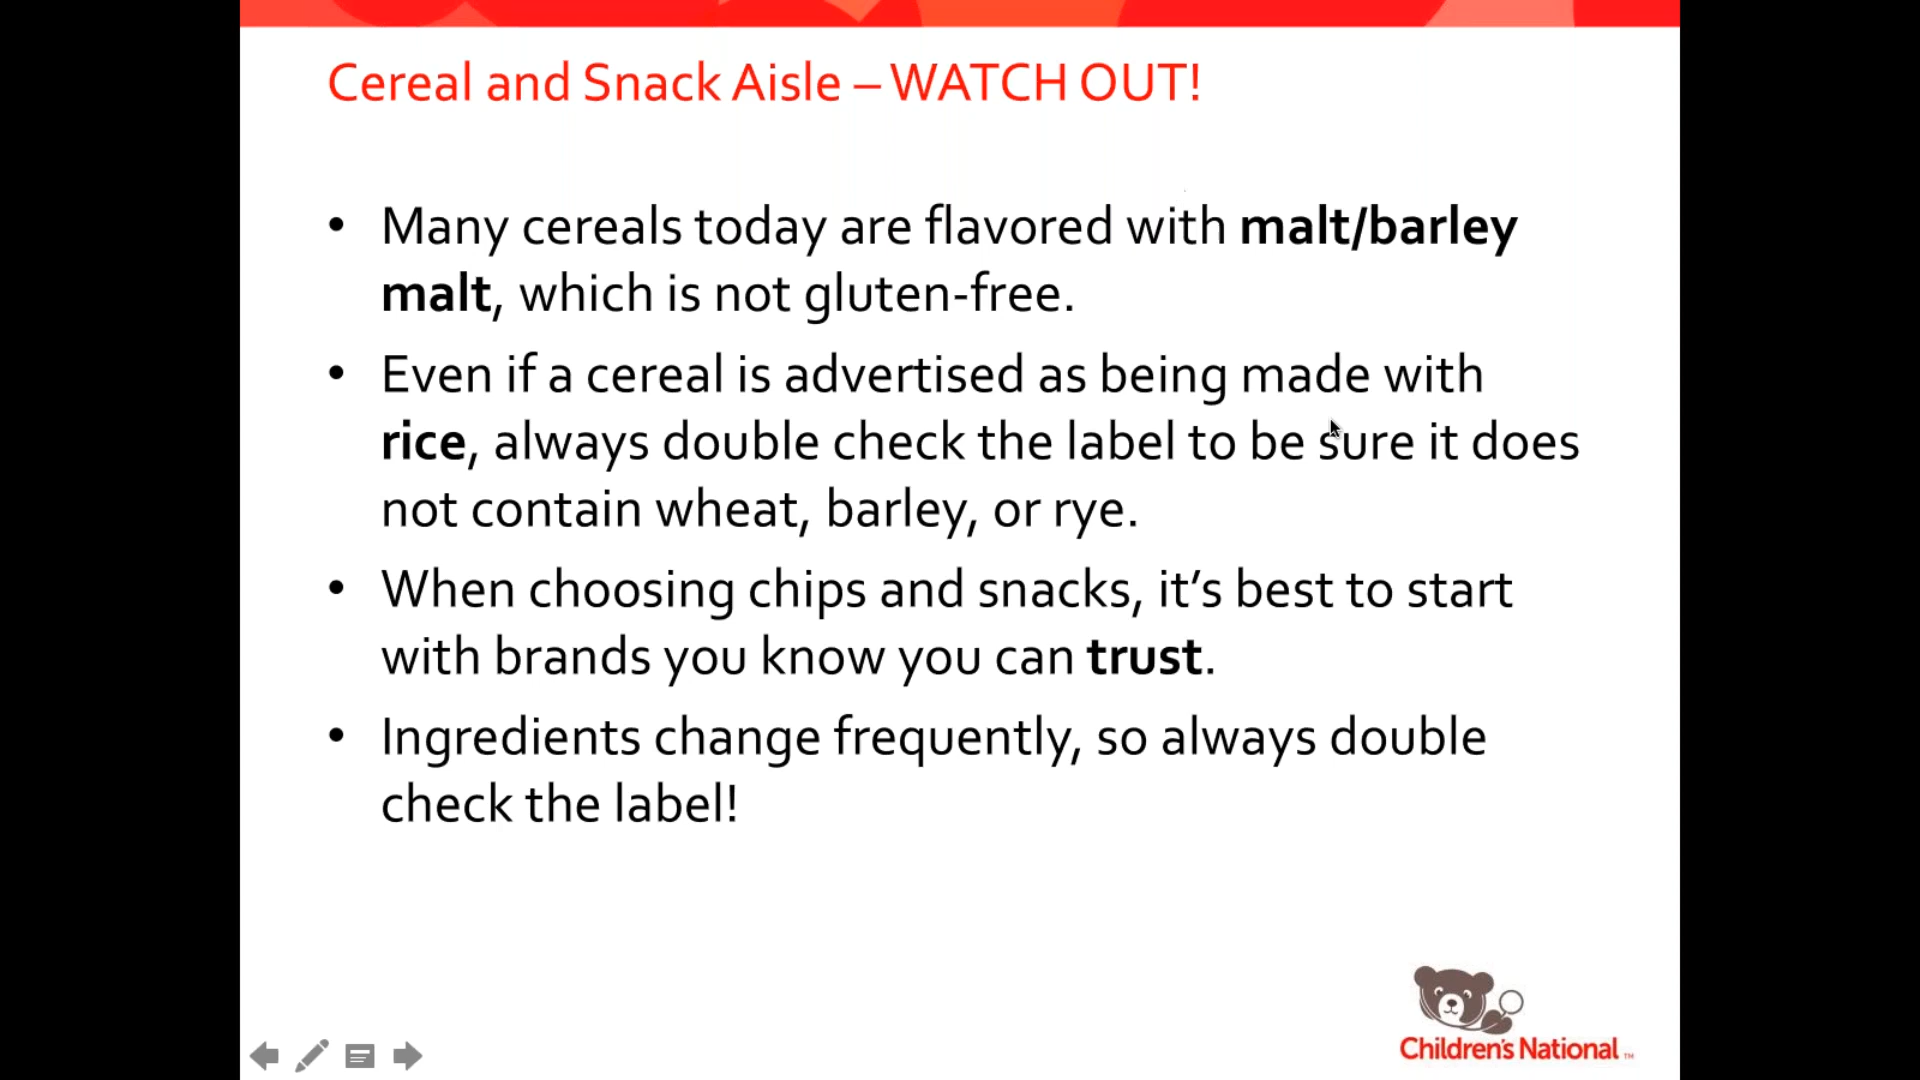 Cereal and Snack Aisle – WATCH OUT!
• Many cereals today are flavored with malt/barley
malt, which is not gluten-free.
• Even if a cereal is advertised as being made with
rice, always double check the label to be sure it does
not contain wheat, barley, or rye.
• When choosing chips and snacks, it’s best to start
with brands you know you can trust.
• Ingredients change frequently, so always double
check the label!
Children's National ™